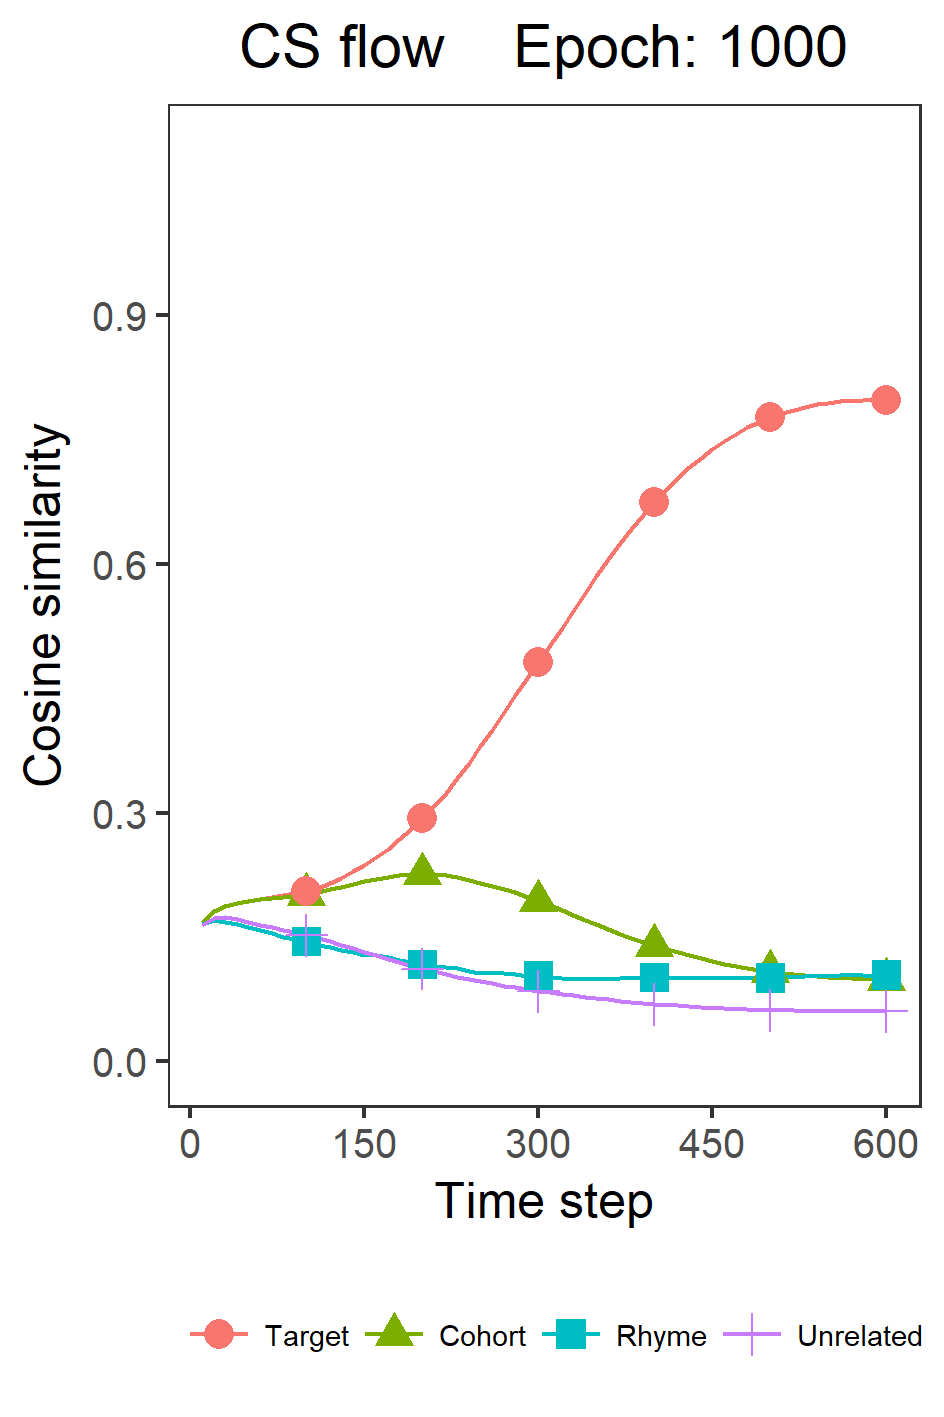 CS flow    Epoch: 1000
0.9
0.6
0.3
0.0
Cosine similarity
0 150 300 450 600
Time step
Target Cohort Rhyme Unrelated